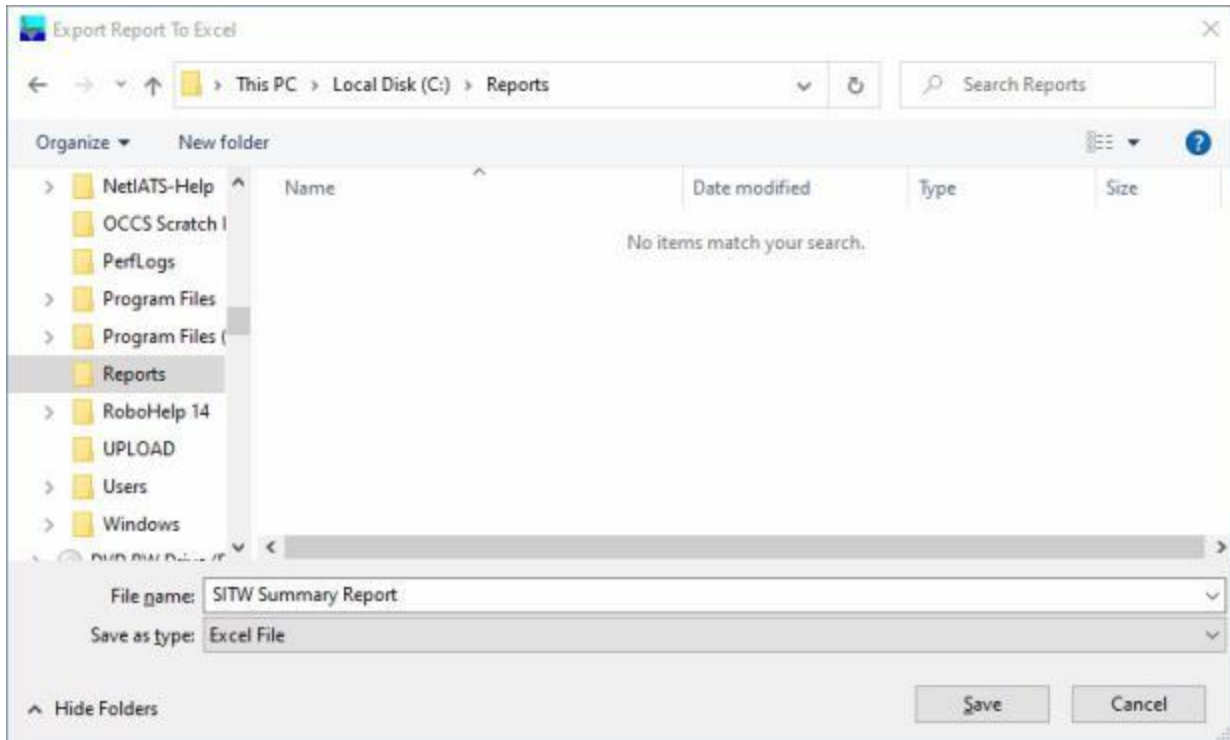 Export Report To Excel
This PC > Local Disk (C:) > Reports
Search Reports
Organize
New folder
Name
Date modified
Type
Size
No items match your search.
NetIATS-Help
OCCS Scratch
PerfLogs
Program Files
Program Files (
Reports
RoboHelp 14
UPLOAD
Users
Windows
File name: SITW Summary Report
Save as type: Excel File
Hide Folders
Save
Cancel